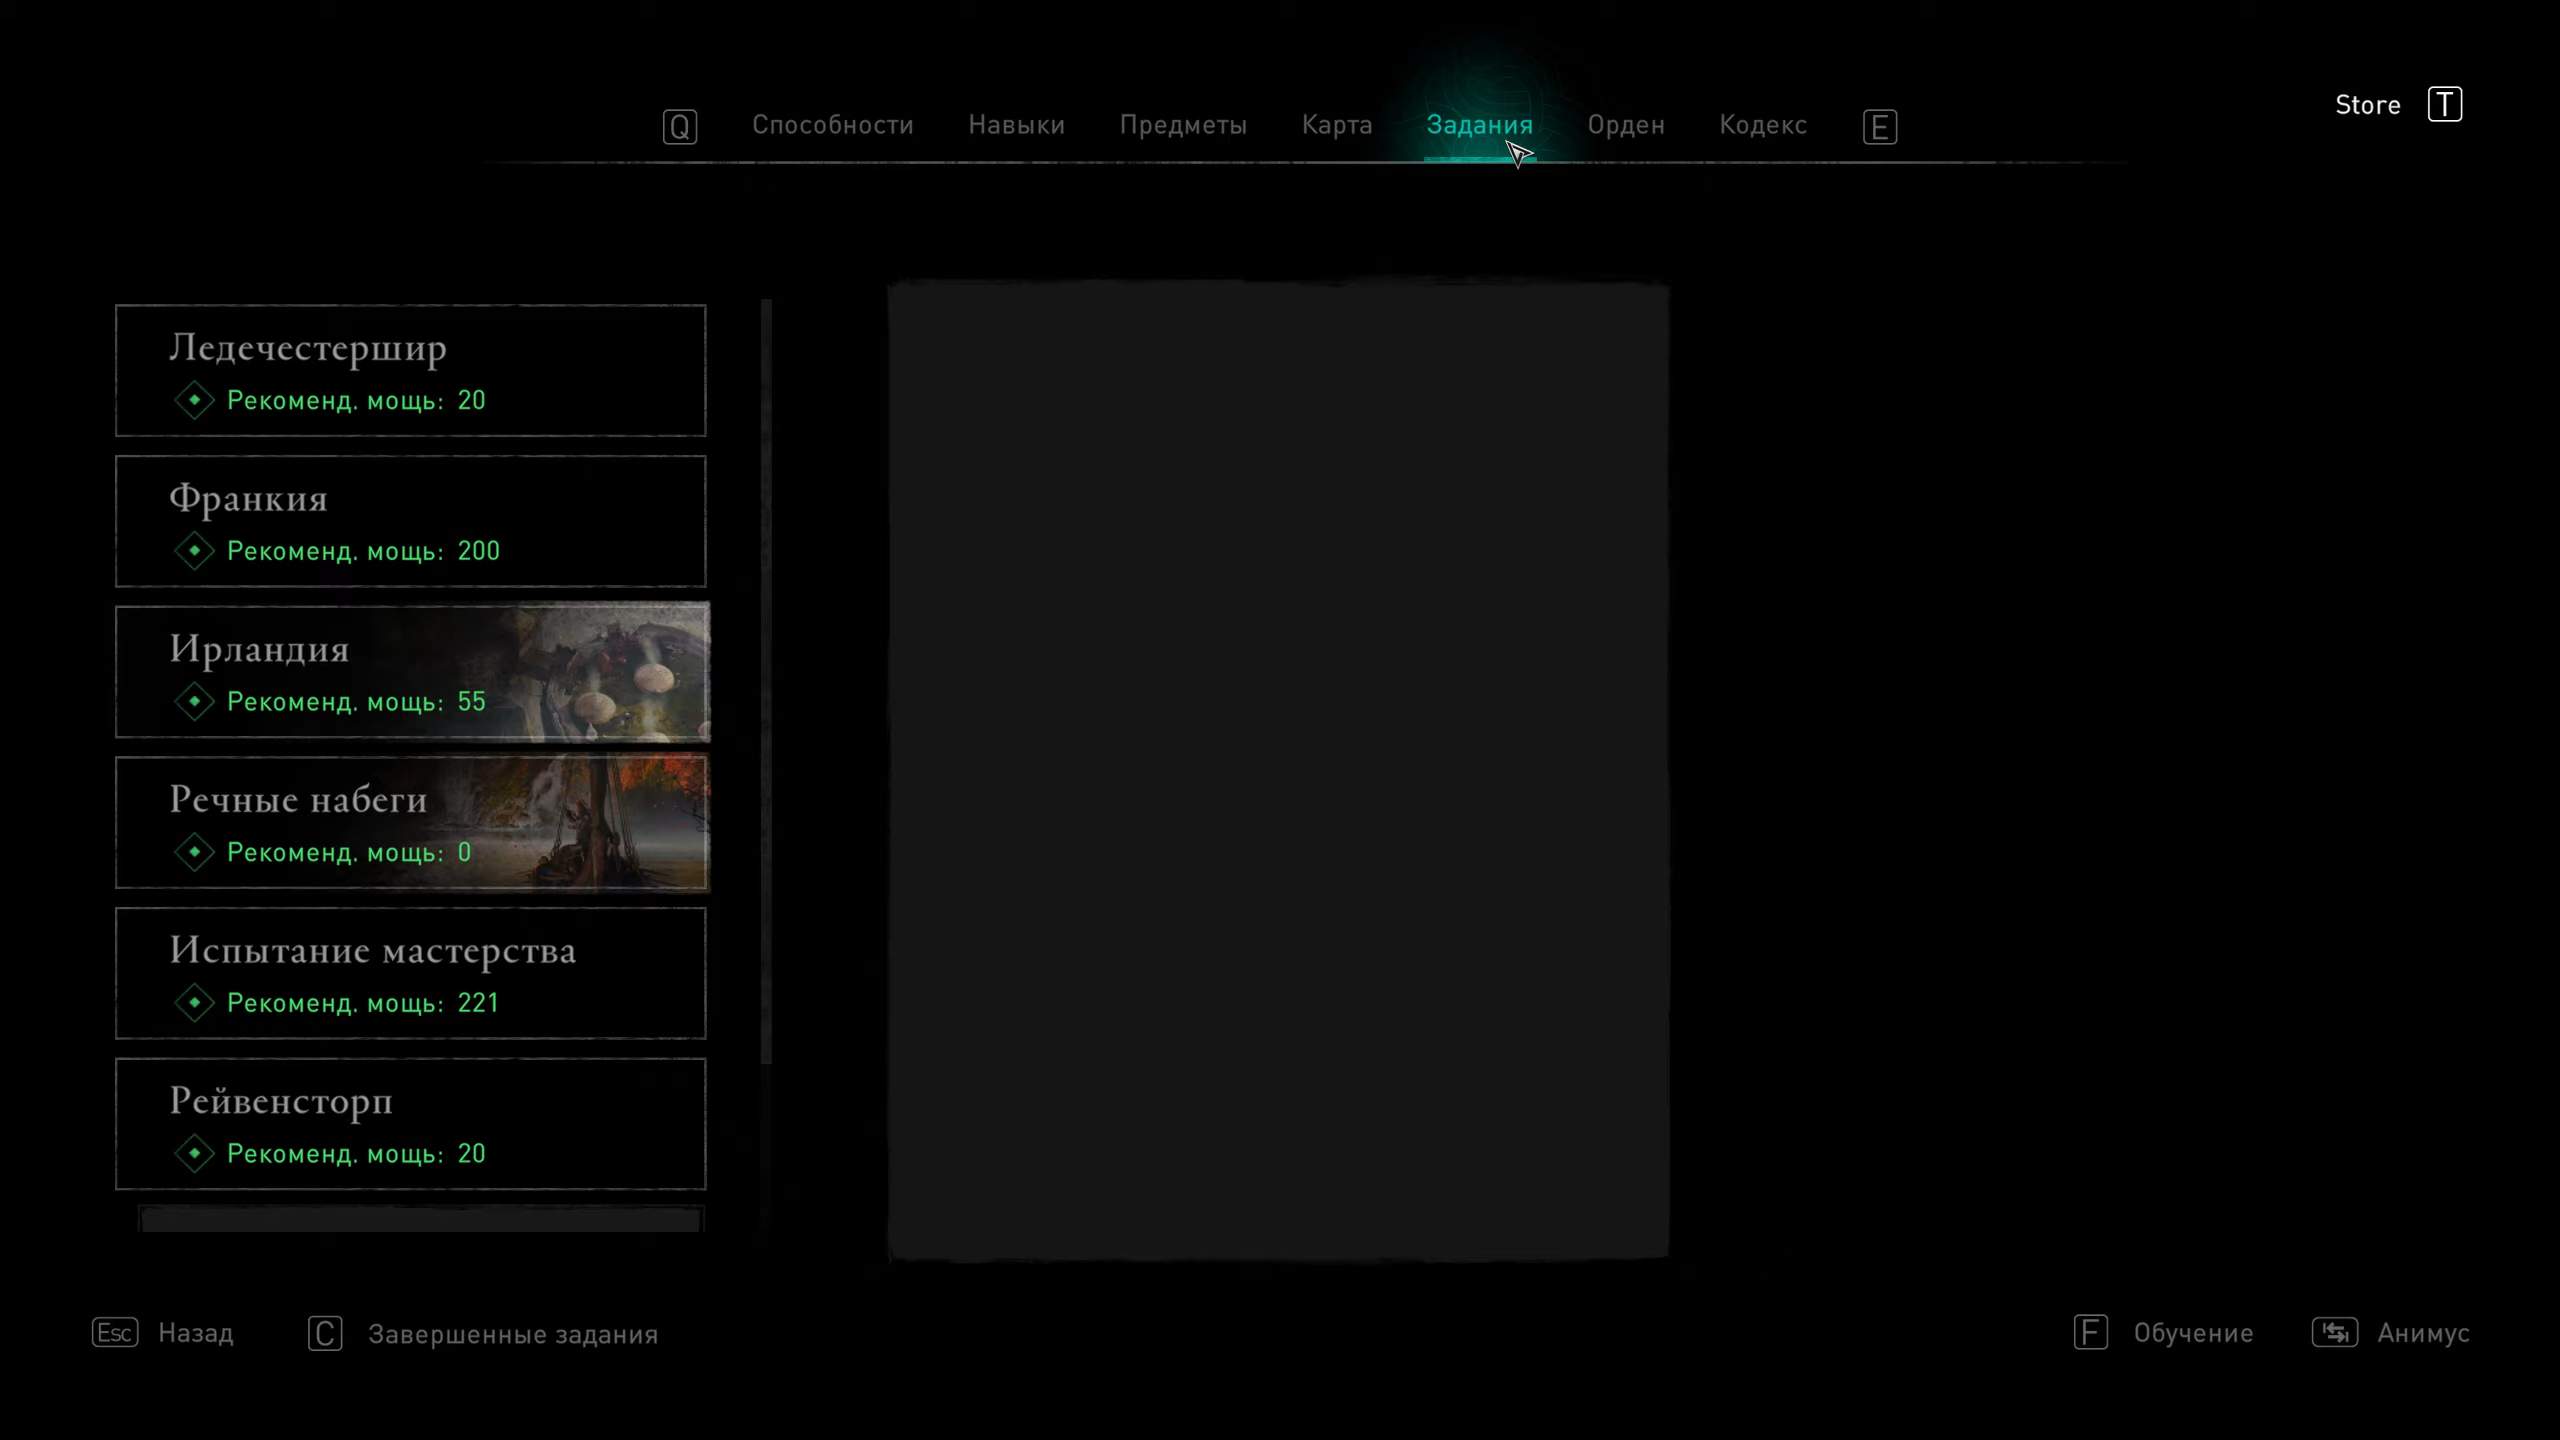 Q Способности Навыки Предметы Карта Задания Орден Кодекс E
Store T
Ледечестершир
Рекоменд. мощь: 20
Франкия
Рекоменд. мощь: 200
Ирландия
Рекоменд. мощь: 55
Речные набеги
Рекоменд. мощь: 0
Испытание мастерства
Рекоменд. мощь: 221
Рейвенсторп
Рекоменд. мощь: 20
Esc Назад C Завершенные задания F Обучение Анимус